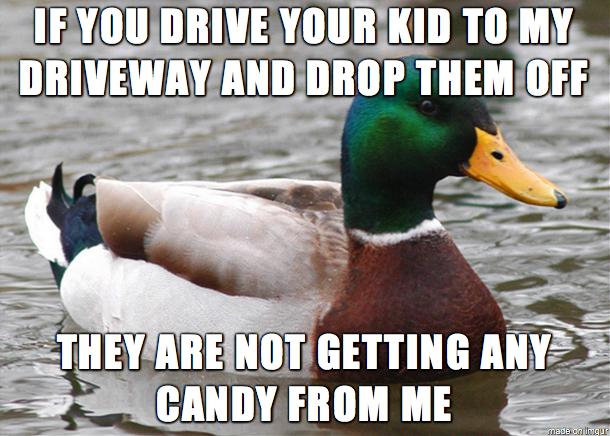 IF YOU DRIVE YOUR KID TO MY
DRIVEWAY AND DROP THEM OFF
THEY ARE NOT GETTING ANY
CANDY FROM ME
made on imgur